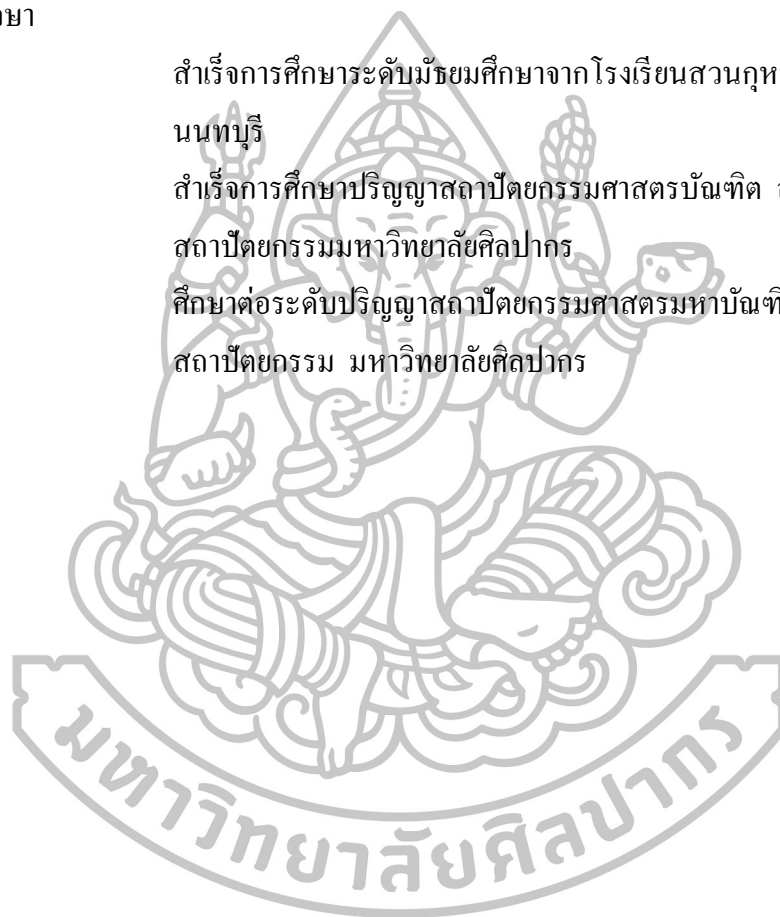 สำเร็จการศึกษาระดับมัธยมศึกษาจากโรงเรียนสวนกุห
นนทบุรี
สำเร็จการศึกษาปริญญาสถาปัตยกรรมศาสตรบัณฑิต
สถาปัตยกรรมมหาวิทยาลัยศิลปากร
ศึกษาต่อระดับปริญญาสถาปัตยกรรมศาสตรมหาบัณฑิ
สถาปัตยกรรม มหาวิทยาลัยศิลปากร
มหาวิทยาลัยศิลปากร